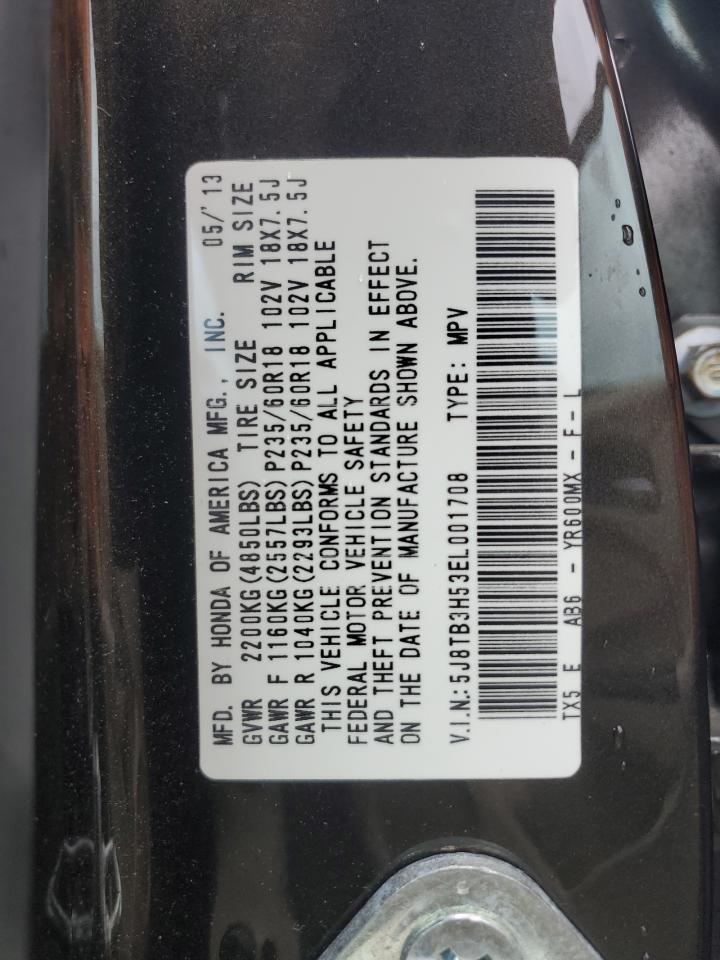 MFD. BY HONDA OF AMERICA MFG., INC. 05/'13
GVWR 2200KG(4850LBS) TIRE SIZE RIM SIZE
GAWR F 1160KG(2557LBS)P235/60R18 102V 18X7.5J
GAWR R 1040KG(2293LBS)P235/60R18 102V 18X7.5J
THIS VEHICLE CONFORMS TO ALL APPLICABLE
FEDERAL MOTOR VEHICLE SAFETY
AND THEFT PREVENTION STANDARDS IN EFFECT
ON THE DATE OF MANUFACTURE SHOWN ABOVE.
V.I.N.:5J8TB3H53EL001708 TYPE: MPV
TX5 E AB6 - YR600MX - F - L